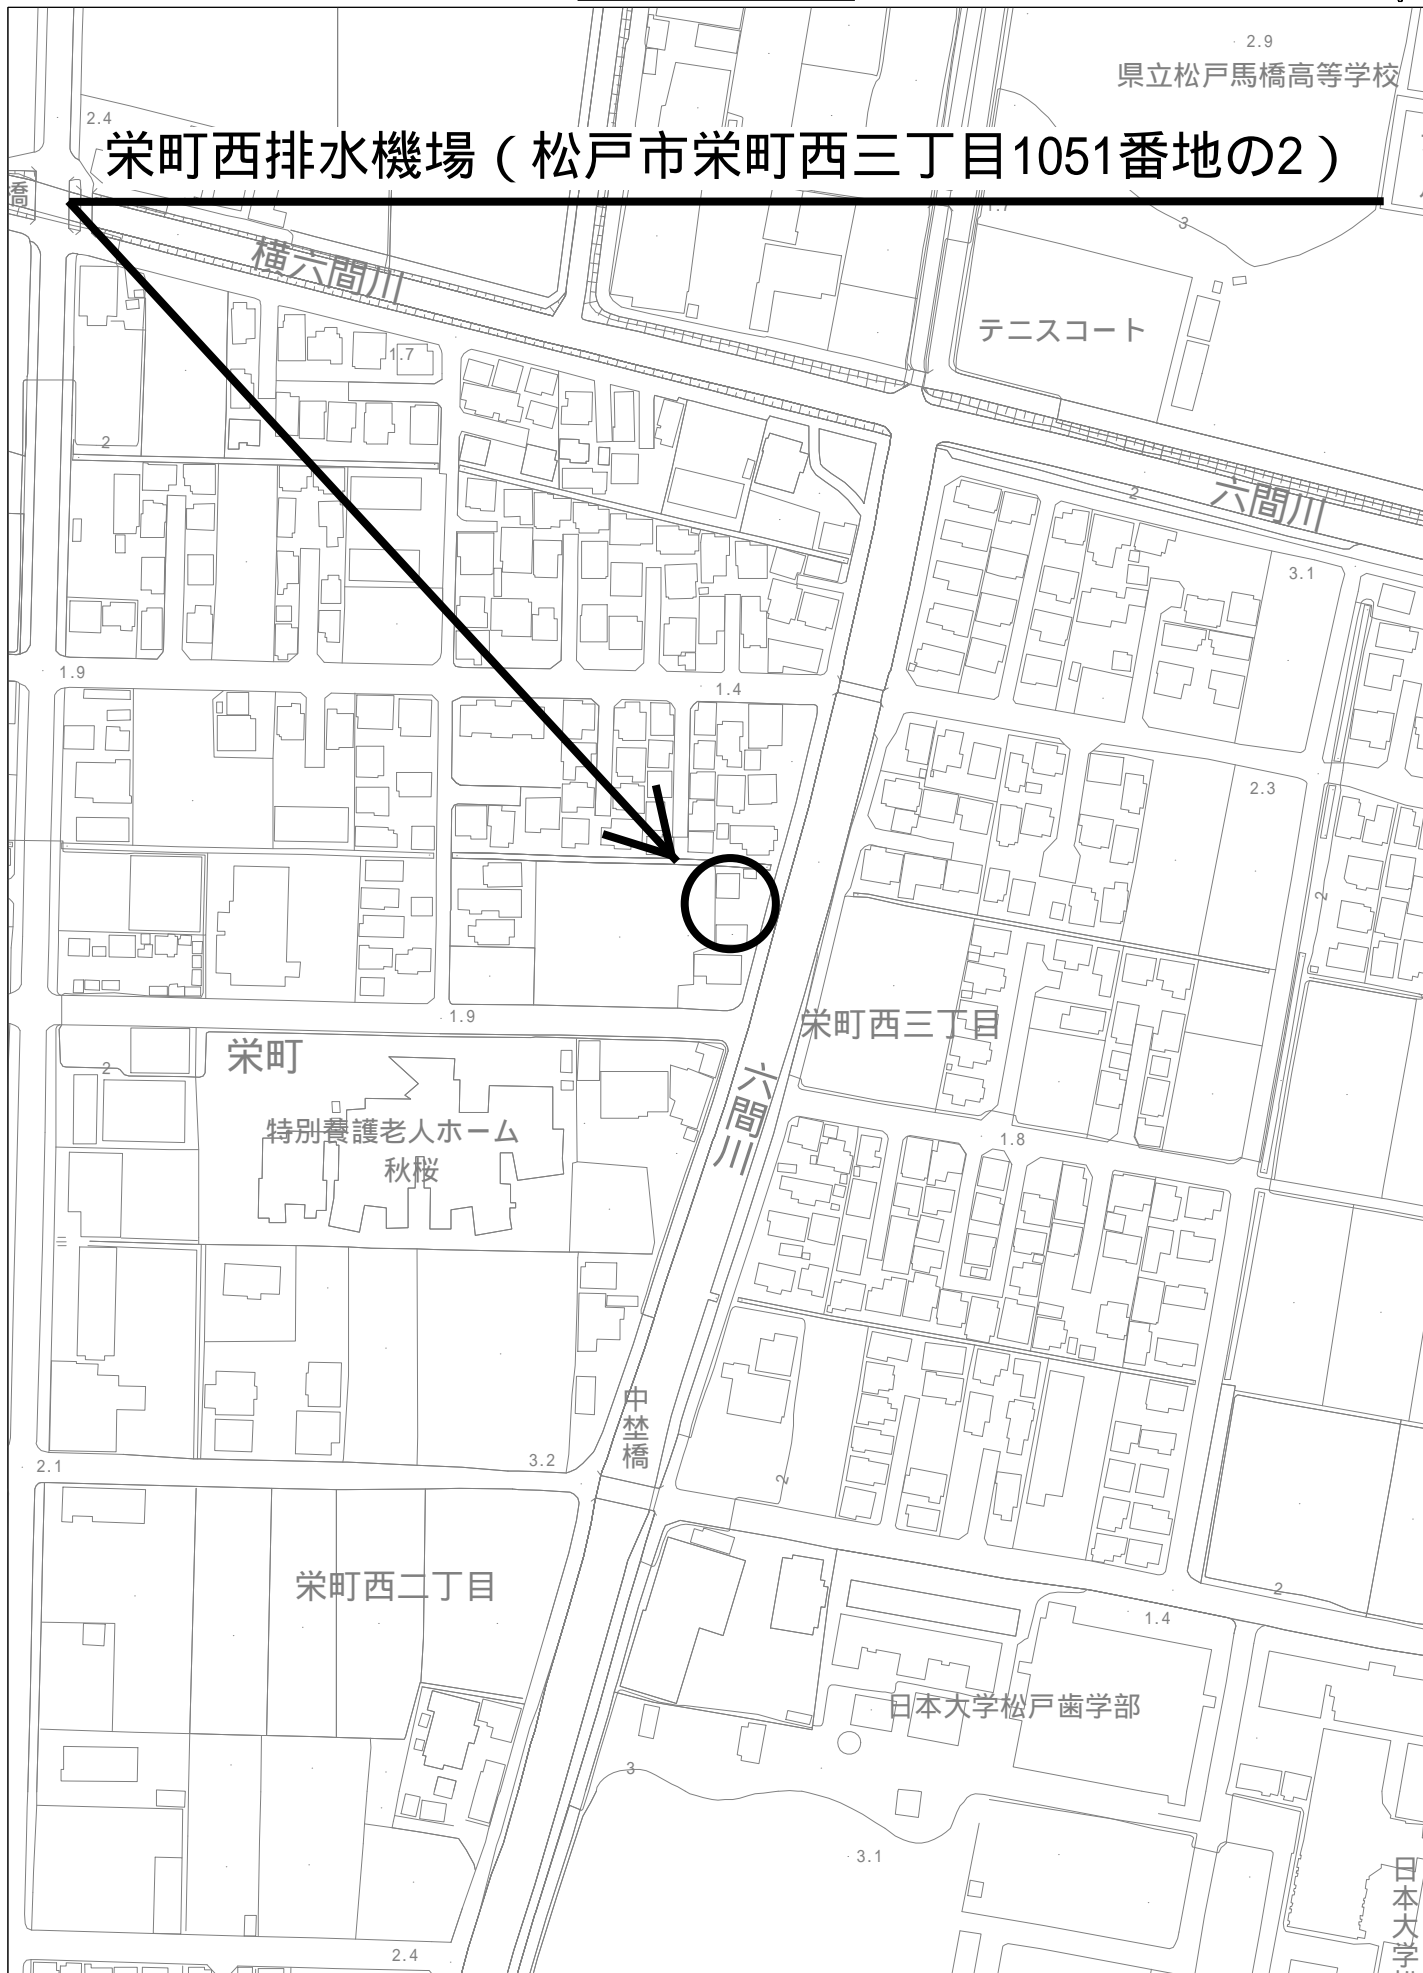 2.9
県立松戸馬橋高等学校
2.4
栄町西排水機場（松戸市栄町西三丁目1051番地の2）
橋
3
横六間川
テニスコート
1.7
2
六間川
2
3.1
1.9
1.4
2.3
2
栄町西三丁目
1.9
栄町
2
六間川
特別養護老人ホーム
秋桜
1.8
中埜橋
3.2
2.1
2
栄町西二丁目
2
1.4
日本大学松戸歯学部
3
3.1
日本大学
2.4